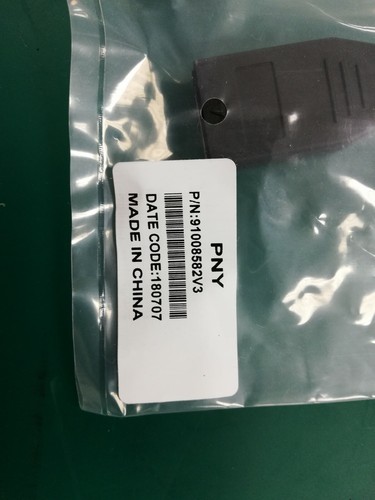 PNY
P/N:91008582V3
DATE CODE:180707
MADE IN CHINA